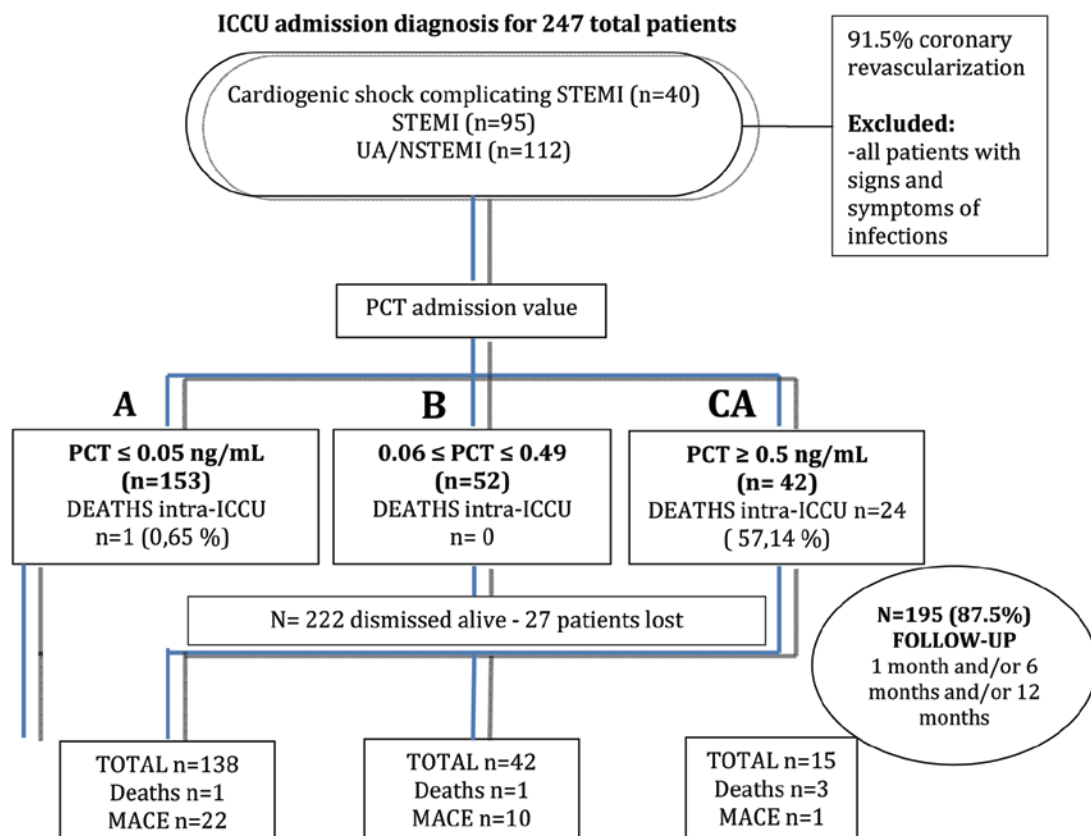 ICCU admission diagnosis for 247 total patients
Cardiogenic shock complicating STEMI (n=40)
STEMI (n=95)
UA/NSTEMI (n=112)
91.5% coronary
revascularization
Excluded:
-all patients with
signs and
symptoms of
infections
PCT admission value
A
PCT ≤ 0.05 ng/mL
(n=153)
DEATHS intra-ICCU
n=1 (0,65 %)
B
0.06 ≤ PCT ≤ 0.49
(n=52)
DEATHS intra-ICCU
n= 0
CA
PCT ≥ 0.5 ng/mL
(n= 42)
DEATHS intra-ICCU n=24
( 57,14 %)
N= 222 dismissed alive - 27 patients lost
N=195 (87.5%)
FOLLOW-UP
1 month and/or 6
months and/or 12
months
TOTAL n=138
Deaths n=1
MACE n=22
TOTAL n=42
Deaths n=1
MACE n=10
TOTAL n=15
Deaths n=3
MACE n=1